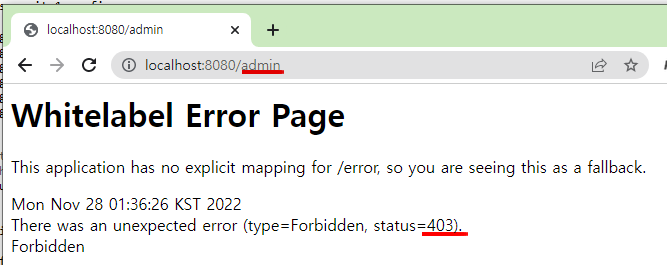 localhost:8080/admin
localhost:8080/admin
Whitelabel Error Page
This application has no explicit mapping for /error, so you are seeing this as a fallback.
Mon Nov 28 01:36:26 KST 2022
There was an unexpected error (type=Forbidden, status=403).
Forbidden